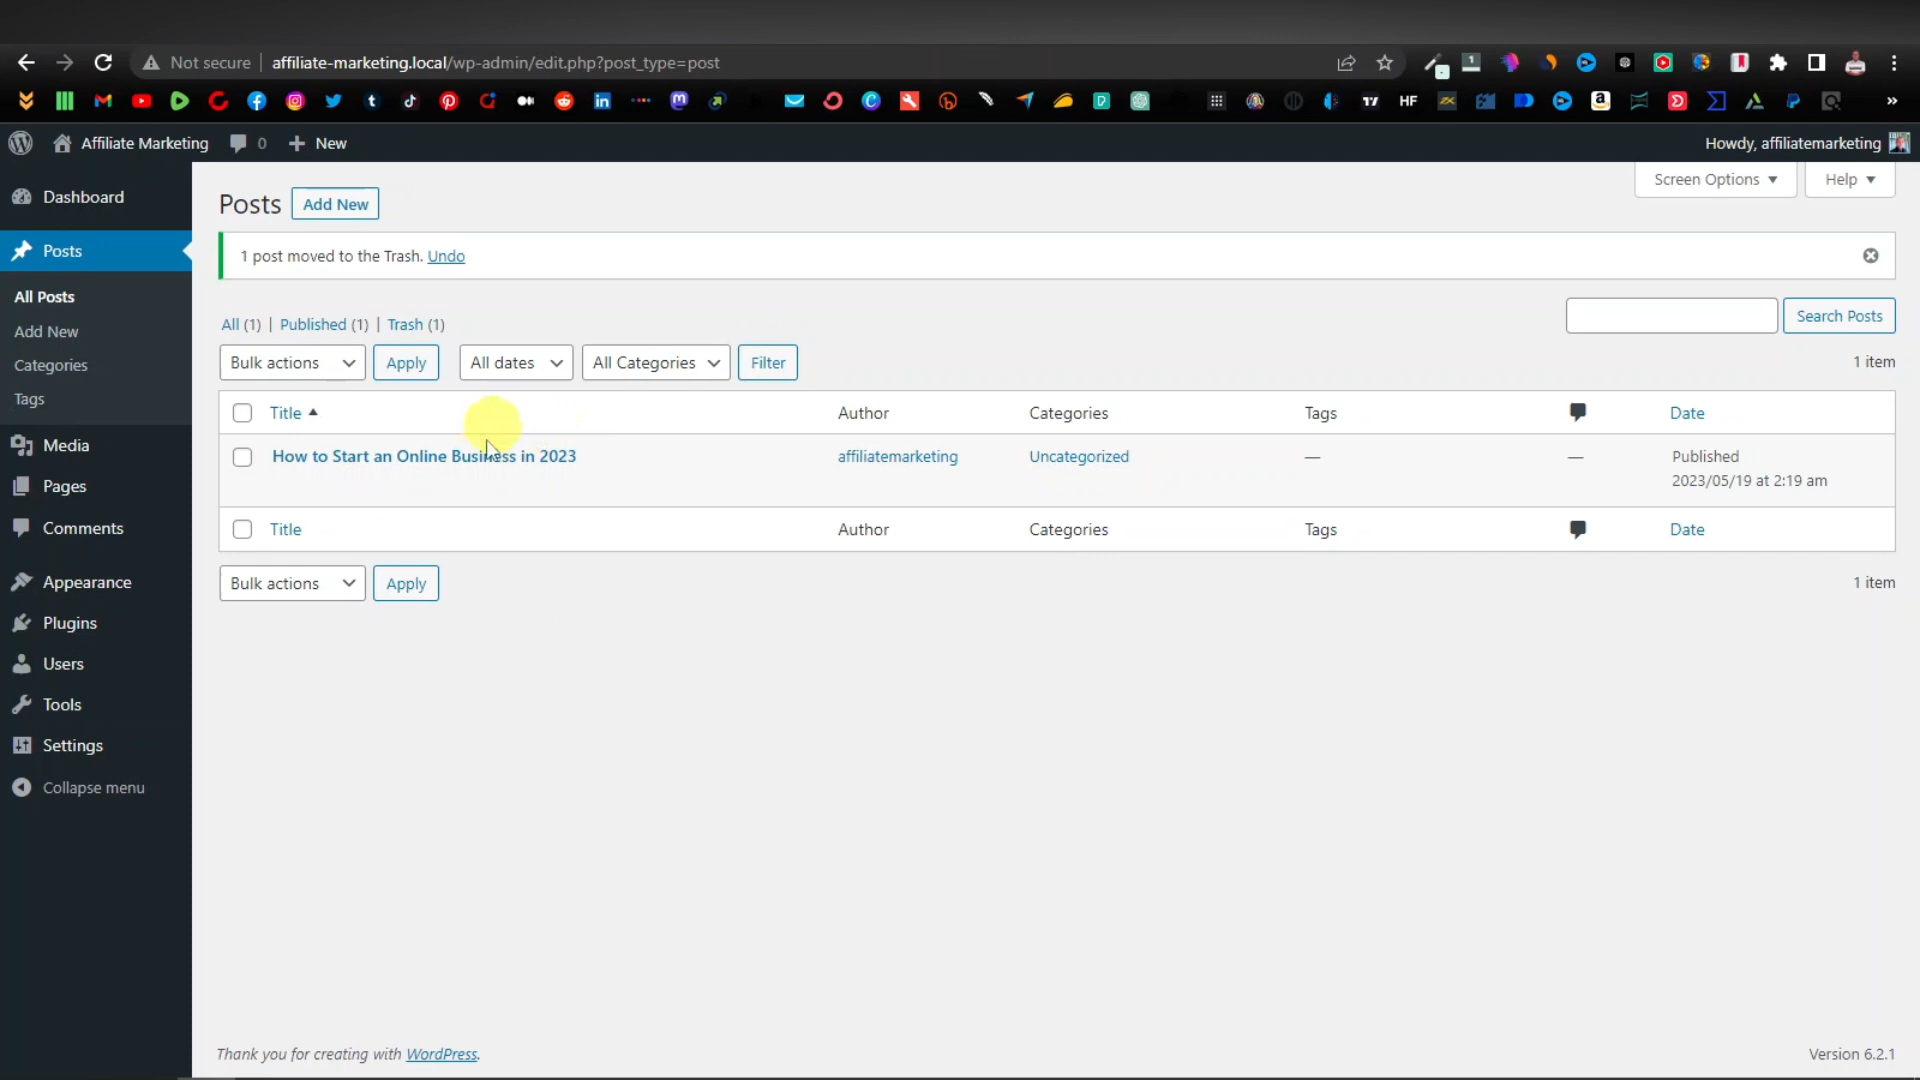 Not secure | affiliate-marketing.local/wp-admin/edit.php?post_type=post
Affiliate Marketing 0 + New Howdy, affiliatemarketing
Screen Options Help
Dashboard
Posts
All Posts
Add New
Categories
Tags
Media
Pages
Comments
Appearance
Plugins
Users
Tools
Settings
Collapse menu
Posts Add New
1 post moved to the Trash. Undo
All (1) | Published (1) | Trash (1)
Search Posts
Bulk actions Apply All dates All Categories Filter 1 item
Title Author Categories Tags Date
How to Start an Online Business in 2023 affiliatemarketing Uncategorized — — Published
2023/05/19 at 2:19 am
Title Author Categories Tags Date
Bulk actions Apply 1 item
Thank you for creating with WordPress. Version 6.2.1